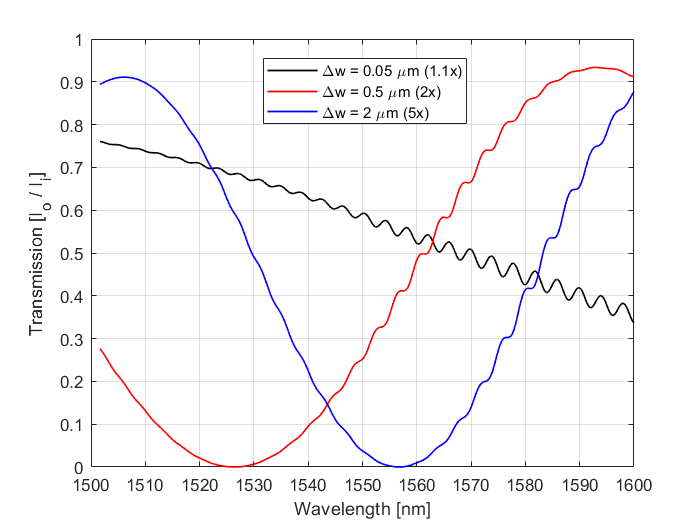 1
0.9
0.8
0.7
0.6
0.5
0.4
0.3
0.2
0.1
0
Transmission [I_o / I_i]
Δw = 0.05 μm (1.1x)
Δw = 0.5 μm (2x)
Δw = 2 μm (5x)
1500 1510 1520 1530 1540 1550 1560 1570 1580 1590 1600
Wavelength [nm]